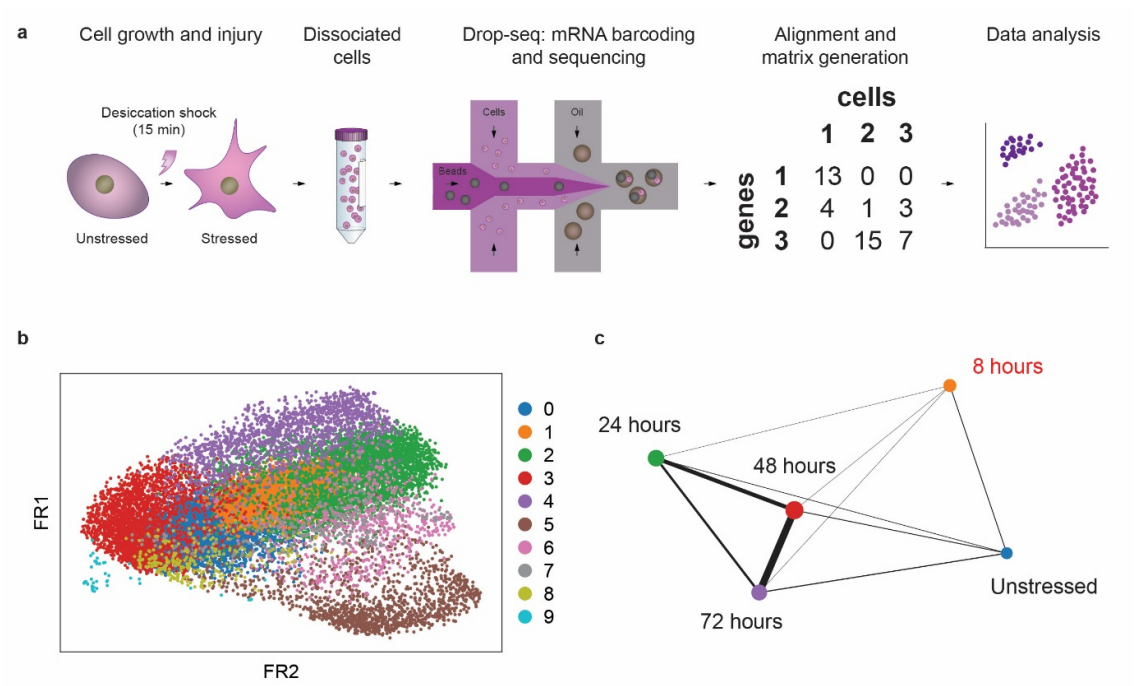 a
Cell growth and injury
Dissociated
cells
Drop-seq: mRNA barcoding
and sequencing
Alignment and
matrix generation
Data analysis
Desiccation shock
(15 min)
Unstressed
Stressed
Cells
Oil
Beads
cells
1 2 3
genes
1 13 0 0
2 4 1 3
3 0 15 7
b
FR1
FR2
0
1
2
3
4
5
6
7
8
9
c
8 hours
24 hours
48 hours
Unstressed
72 hours